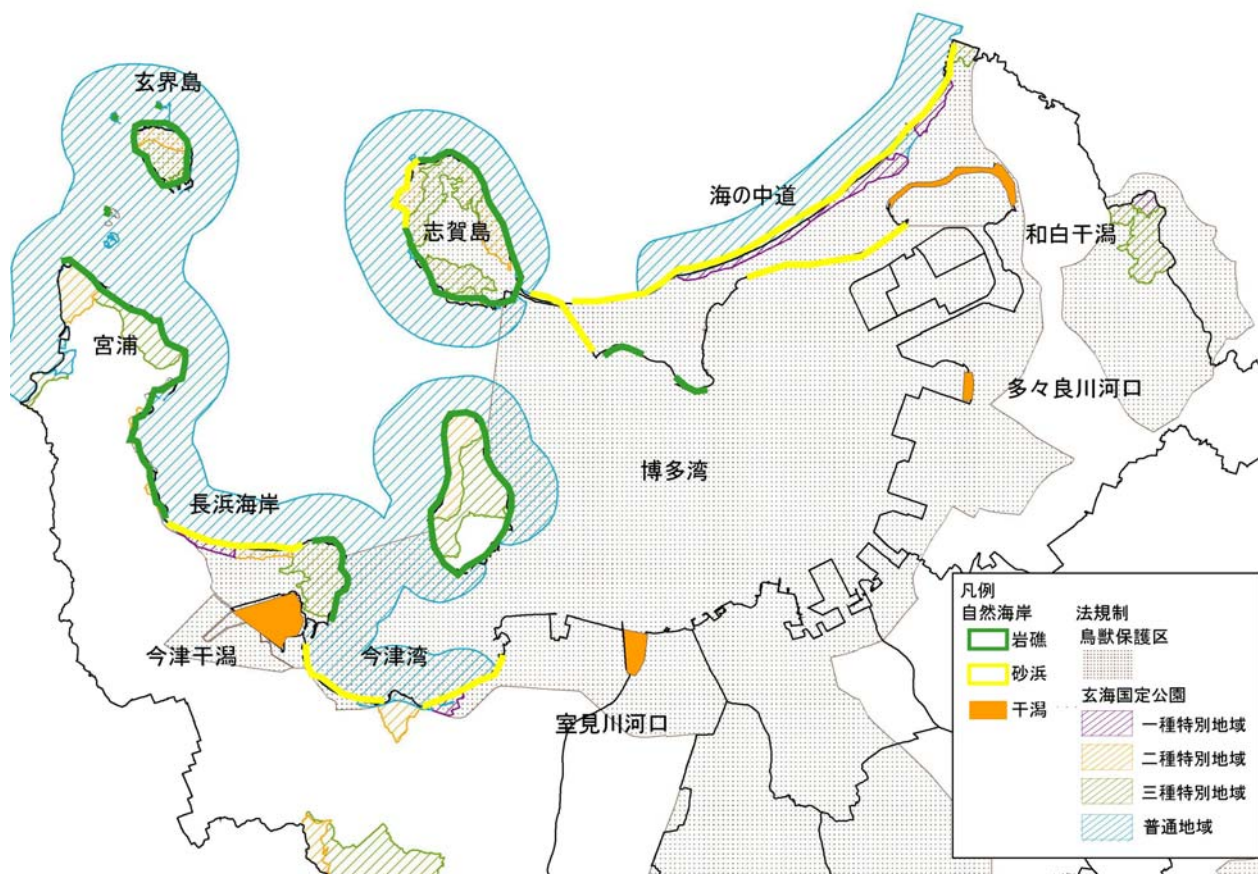 玄界島
志賀島
海の中道
和白干潟
宮浦
多々良川河口
博多湾
長浜海岸
今津干潟
今津湾
室見川河口
凡例
自然海岸
岩礁
砂浜
干潟
法規制
鳥獣保護区
玄海国定公園
一種特別地域
二種特別地域
三種特別地域
普通地域